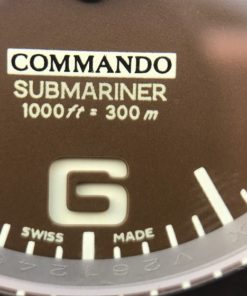 COMMANDO
SUBMARINER
1000ft = 300m
6
SWISS MADE